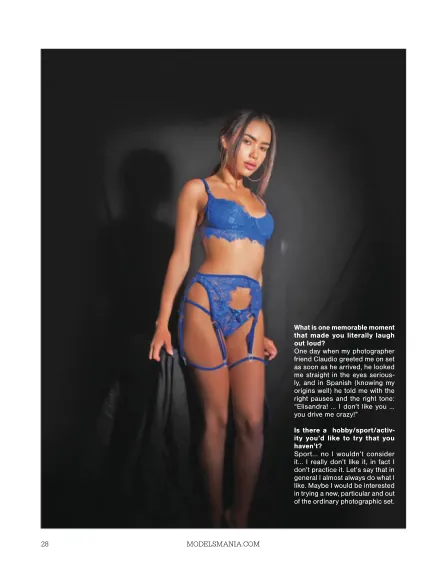 What is one memorable moment
that made you literally laugh
out loud?
One day when my photographer
friend Claudio greeted me on set
as soon as he arrived, he looked
me straight in the eyes serious-
ly, and in Spanish (knowing my
origins well) he told me with the
right pauses and the right tone:
“Elisandra! ... I don’t like you ...
you drive me crazy!”
Is there a hobby/sport/activ-
ity you’d like to try that you
haven’t?
Sport... no I wouldn’t consider
it... I really don’t like it, in fact I
don’t practice it. Let’s say that in
general I almost always do what I
like. Maybe I would be interested
in trying a new, particular and out
of the ordinary photographic set.
28
MODELSMANIA.COM